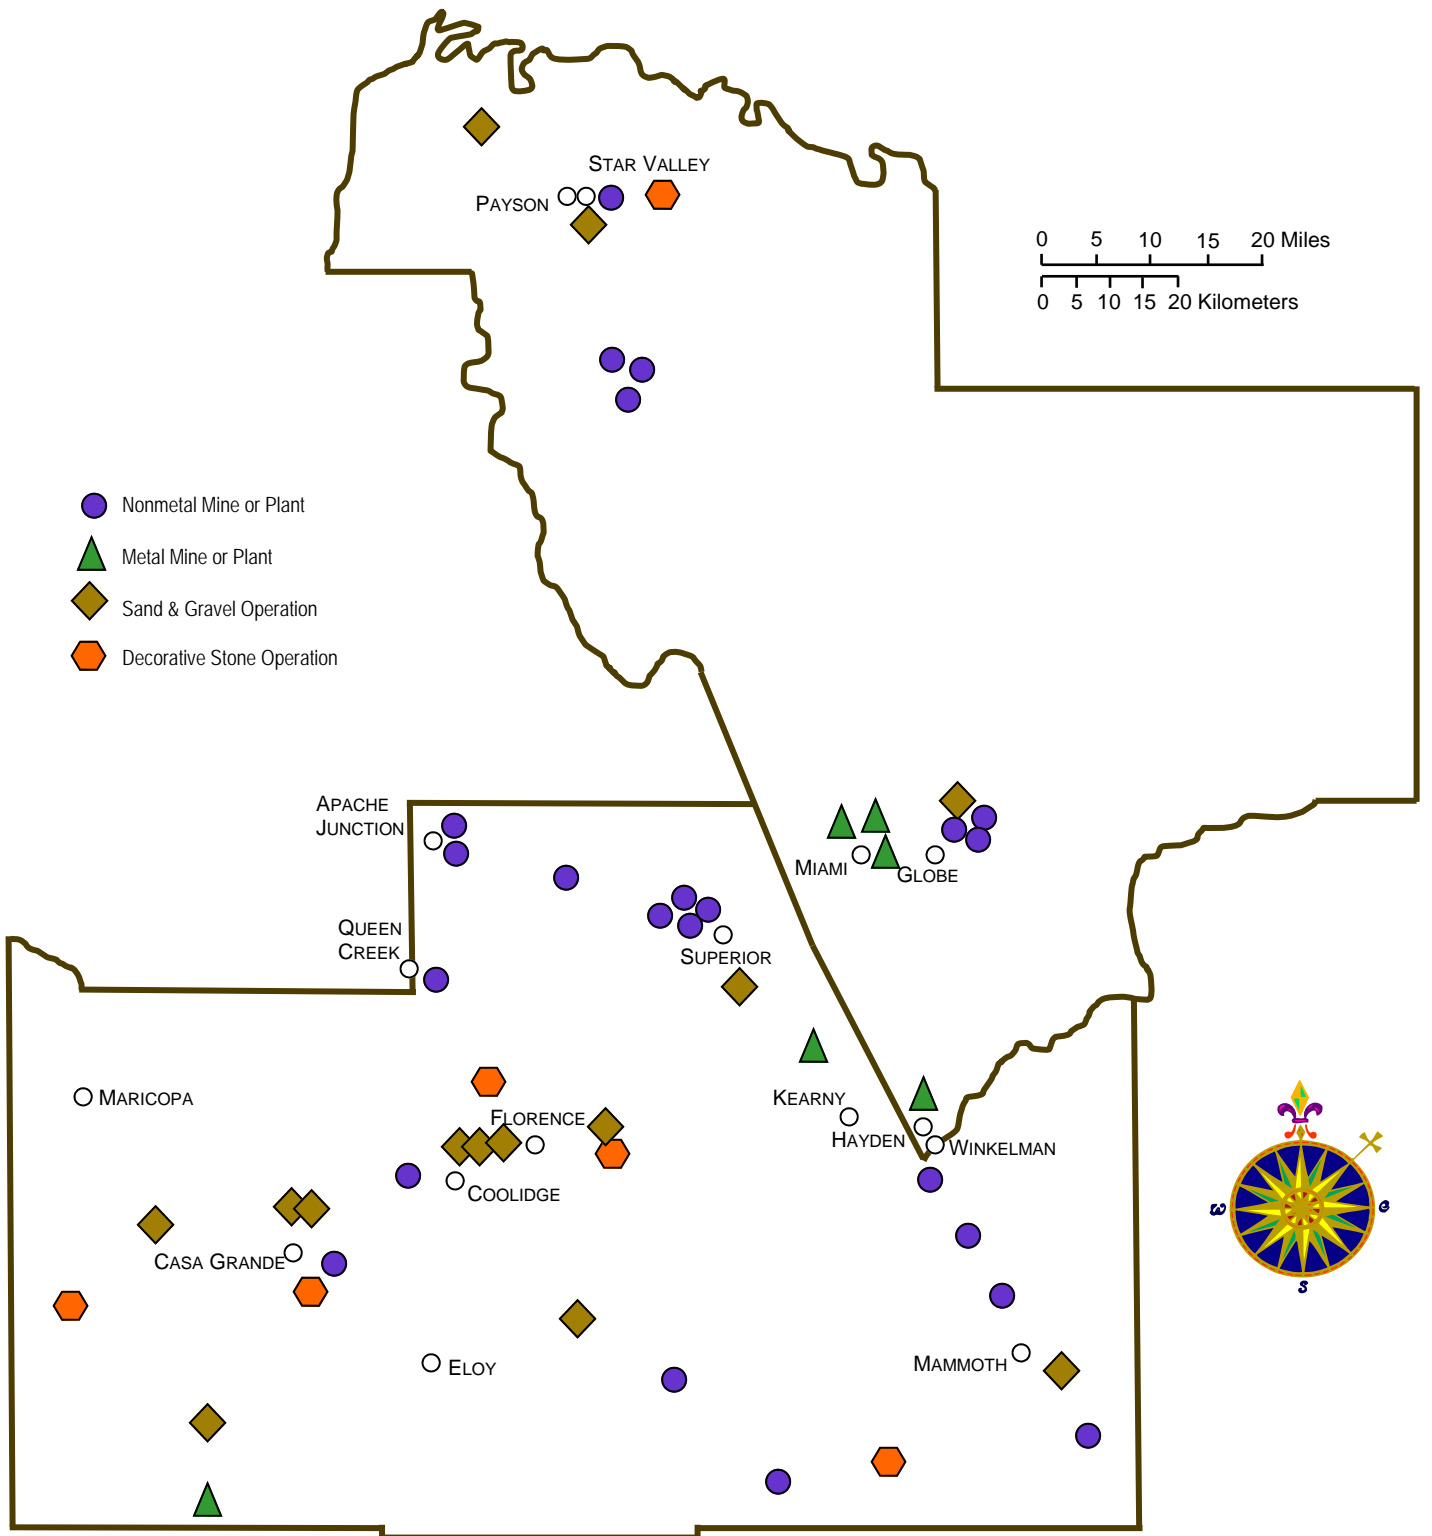 STAR VALLEY
PAYSON
0 5 10 15 20 Miles
0 5 10 15 20 Kilometers
Nonmetal Mine or Plant
Metal Mine or Plant
Sand & Gravel Operation
Decorative Stone Operation
APACHE
JUNCTION
MIAMI
GLOBE
QUEEN
CREEK
SUPERIOR
MARICOPA
KEARNY
FLORENCE
HAYDEN
WINKELMAN
COOLIDGE
CASA GRANDE
ELOY
MAMMOTH
W
e
s